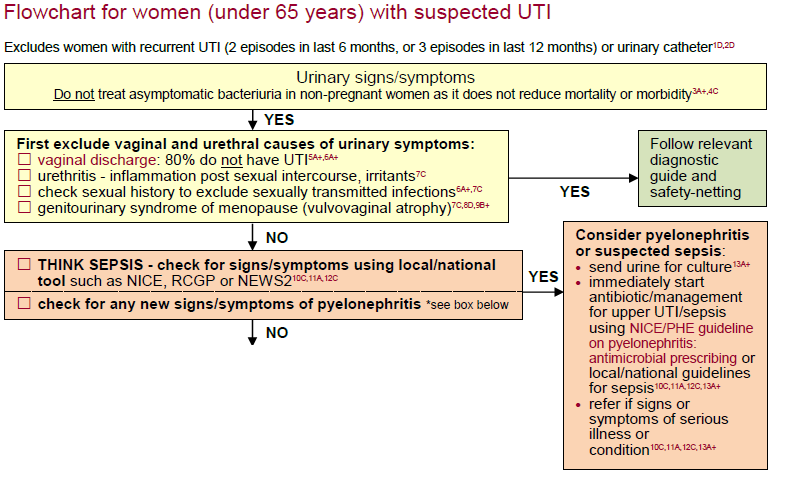 Flowchart for women (under 65 years) with suspected UTI
Excludes women with recurrent UTI (2 episodes in last 6 months, or 3 episodes in last 12 months) or urinary catheter1D,2D
Urinary signs/symptoms
Do not treat asymptomatic bacteriuria in non-pregnant women as it does not reduce mortality or morbidity3A+,4C
YES
First exclude vaginal and urethral causes of urinary symptoms:
☐ vaginal discharge: 80% do not have UTI5A+,6A+
☐ urethritis - inflammation post sexual intercourse, irritants7C
☐ check sexual history to exclude sexually transmitted infections6A+,7C
☐ genitourinary syndrome of menopause (vulvovaginal atrophy)7C,8D,9B+
YES
Follow relevant
diagnostic
guide and
safety-netting
NO
☐ THINK SEPSIS - check for signs/symptoms using local/national
tool such as NICE, RCGP or NEWS210C,11A,12C
☐ check for any new signs/symptoms of pyelonephritis *see box below
YES
NO
Consider pyelonephritis
or suspected sepsis:
• send urine for culture13A+
• immediately start
antibiotic/management
for upper UTI/sepsis
using NICE/PHE guideline
on pyelonephritis:
antimicrobial prescribing or
local/national guidelines
for sepsis10C,11A,12C,13A+
• refer if signs or
symptoms of serious
illness or
condition10C,11A,12C,13A+